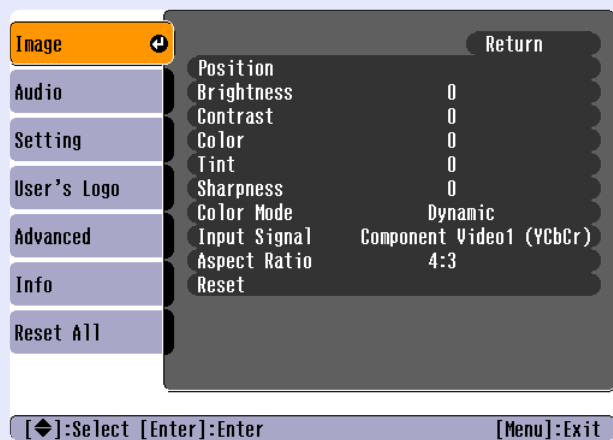 Image
Audio
Setting
User's Logo
Advanced
Info
Reset All
Return
Position
Brightness 0
Contrast 0
Color 0
Tint 0
Sharpness 0
Color Mode Dynamic
Input Signal Component Video1 (YCbCr)
Aspect Ratio 4:3
Reset
[◆]:Select [Enter]:Enter [Menu]:Exit